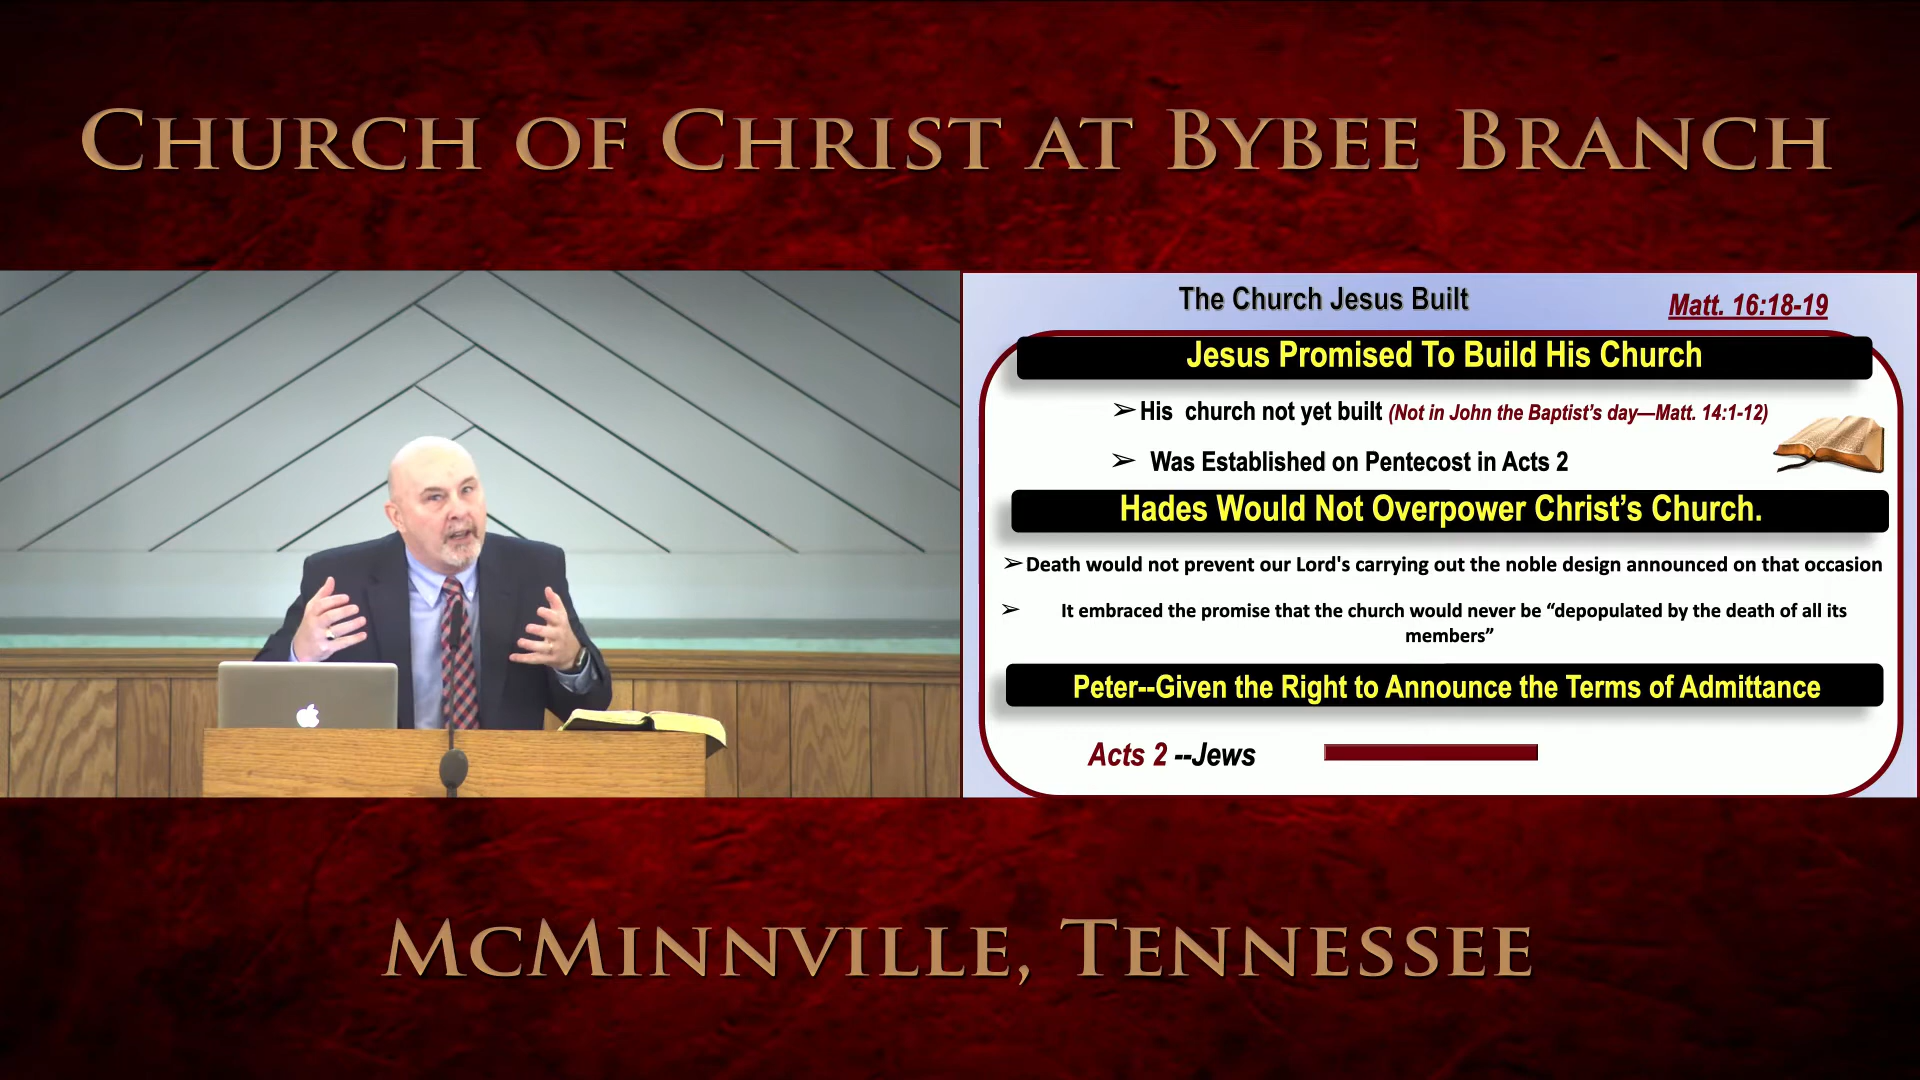 CHURCH OF CHRIST AT BYBEE BRANCH
The Church Jesus Built
Matt. 16:18-19
Jesus Promised To Build His Church
➢ His church not yet built (Not in John the Baptist’s day—Matt. 14:1-12)
➢ Was Established on Pentecost in Acts 2
Hades Would Not Overpower Christ’s Church.
➢ Death would not prevent our Lord's carrying out the noble design announced on that occasion
➢ It embraced the promise that the church would never be “depopulated by the death of all its
members”
Peter--Given the Right to Announce the Terms of Admittance
Acts 2 --Jews
MCMINNVILLE, TENNESSEE